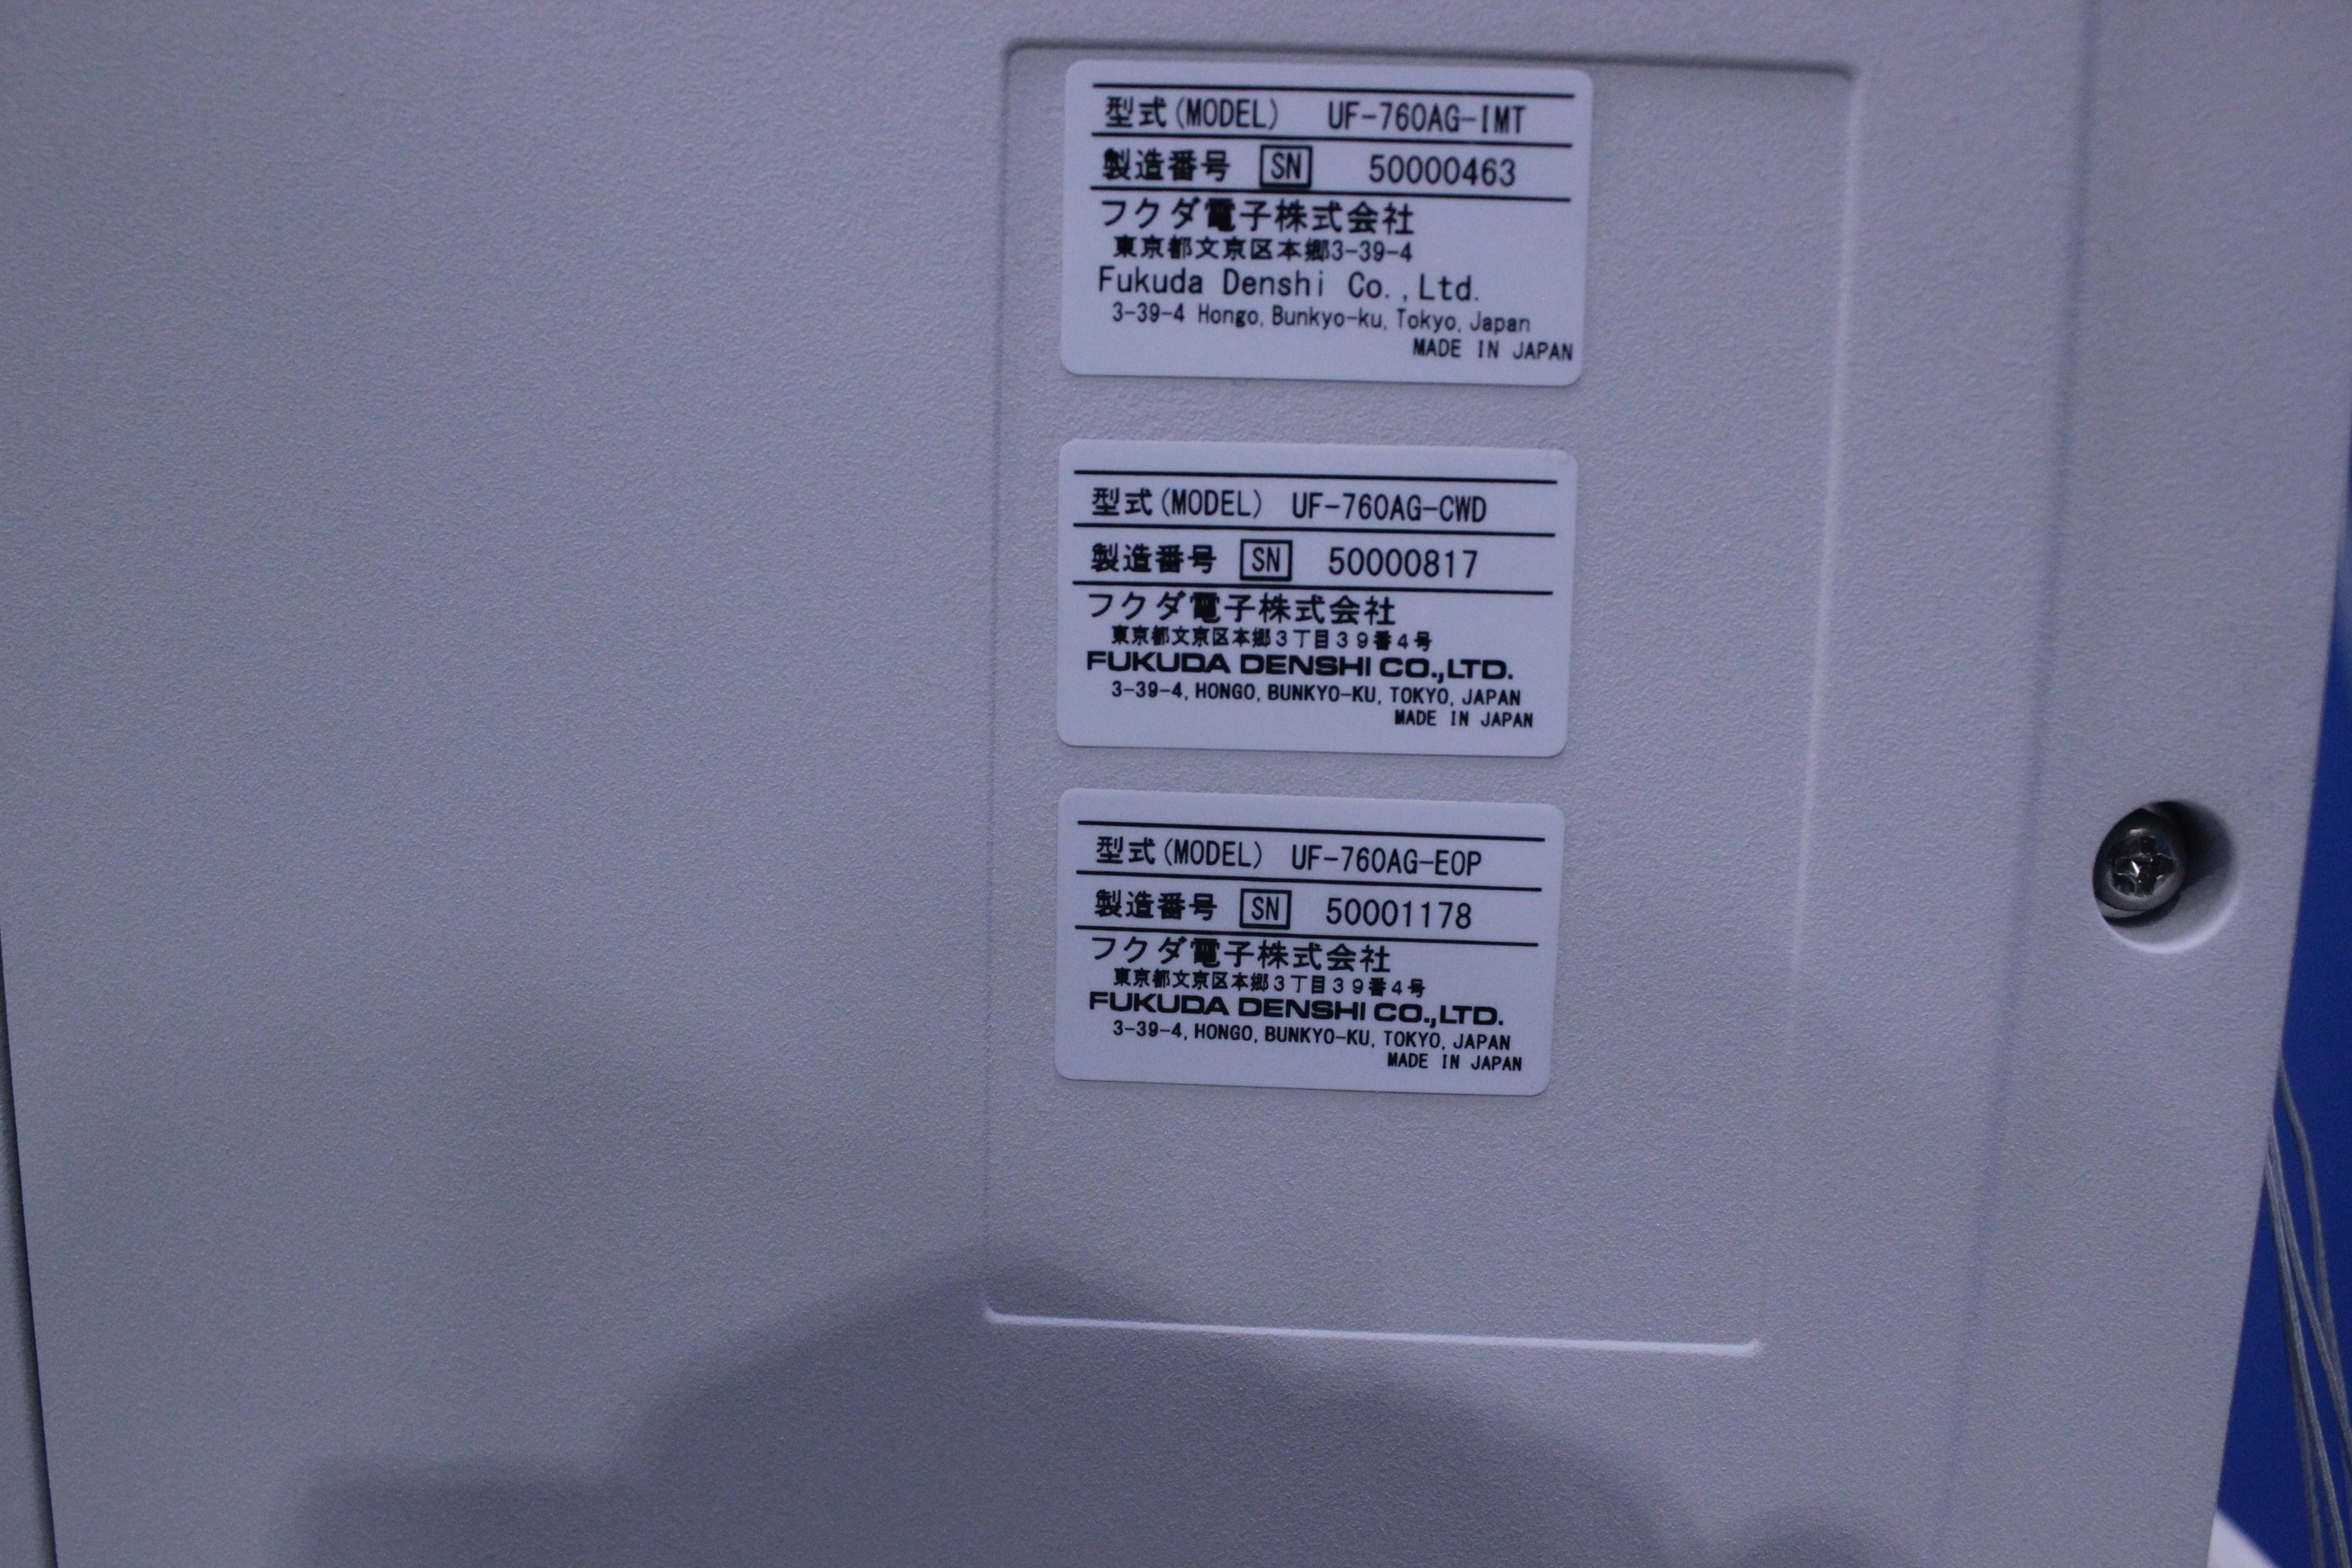 型式(MODEL) UF-760AG-IMT
製造番号 SN 50000463
フクダ電子株式会社
東京都文京区本郷3-39-4
Fukuda Denshi Co.,Ltd.
3-39-4 Hongo, Bunkyo-ku, Tokyo, Japan
MADE IN JAPAN
型式(MODEL) UF-760AG-CWD
製造番号 SN 50000817
フクダ電子株式会社
東京都文京区本郷3丁目39番4号
FUKUDA DENSHI CO.,LTD.
3-39-4, HONGO, BUNKYO-KU, TOKYO, JAPAN
MADE IN JAPAN
型式(MODEL) UF-760AG-EOP
製造番号 SN 50001178
フクダ電子株式会社
東京都文京区本郷3丁目39番4号
FUKUDA DENSHI CO.,LTD.
3-39-4, HONGO, BUNKYO-KU, TOKYO, JAPAN
MADE IN JAPAN